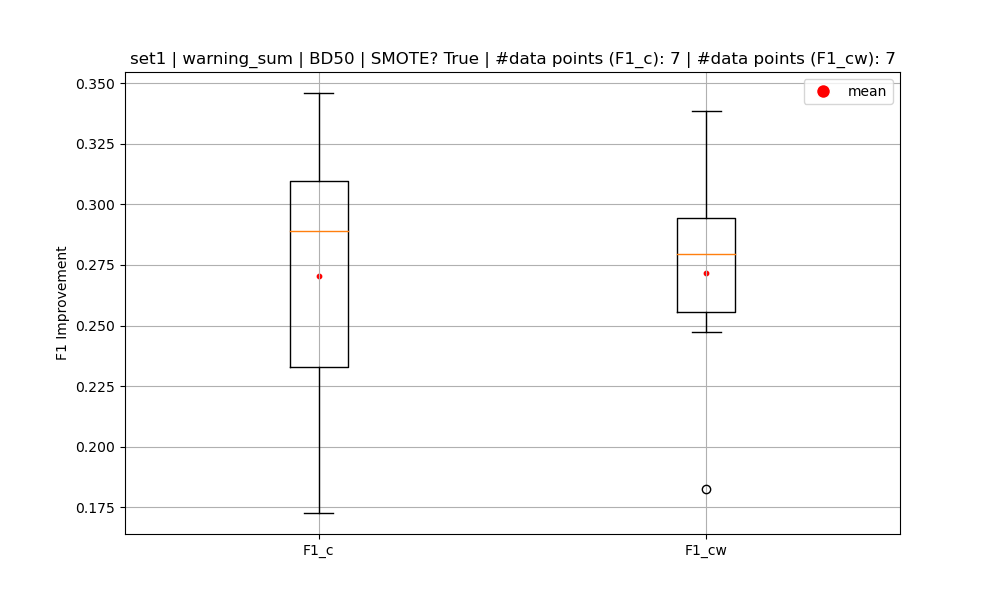 set1 | warning_sum | BD50 | SMOTE? True | #data points (F1_c): 7 | #data points (F1_cw): 7
mean
F1 Improvement
0.350
0.325
0.300
0.275
0.250
0.225
0.200
0.175
F1_c
F1_cw